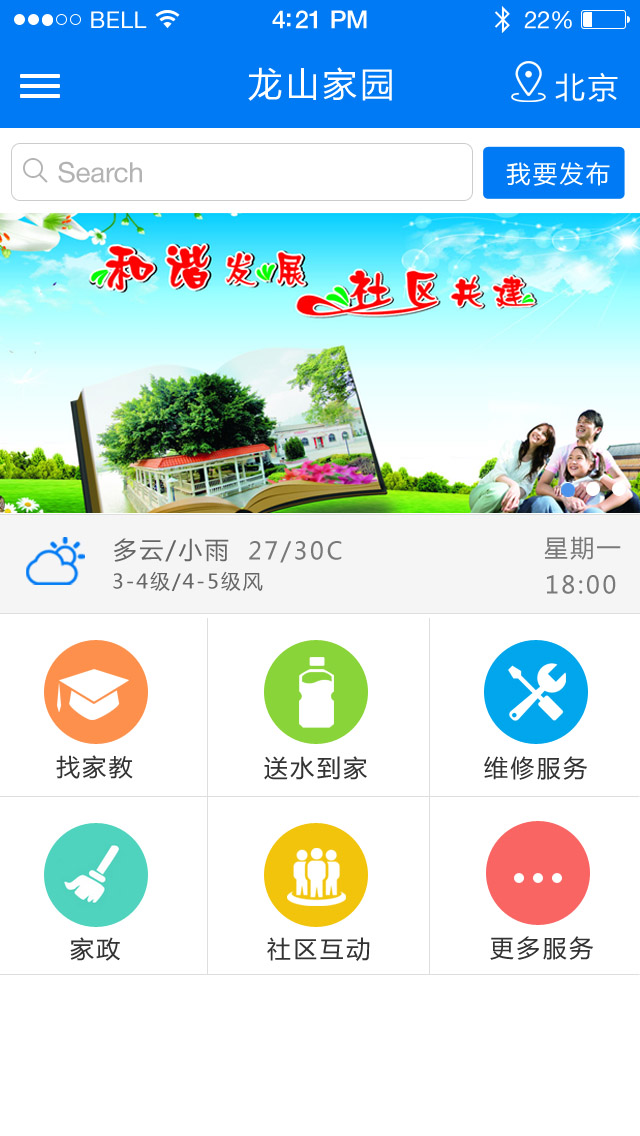 BELL 4:21 PM 22%
龙山家园 北京
Search 我要发布
和谐发展 社区共建
多云/小雨 27/30C 星期一
3-4级/4-5级风 18:00
找家教 送水到家 维修服务
家政 社区互动 更多服务